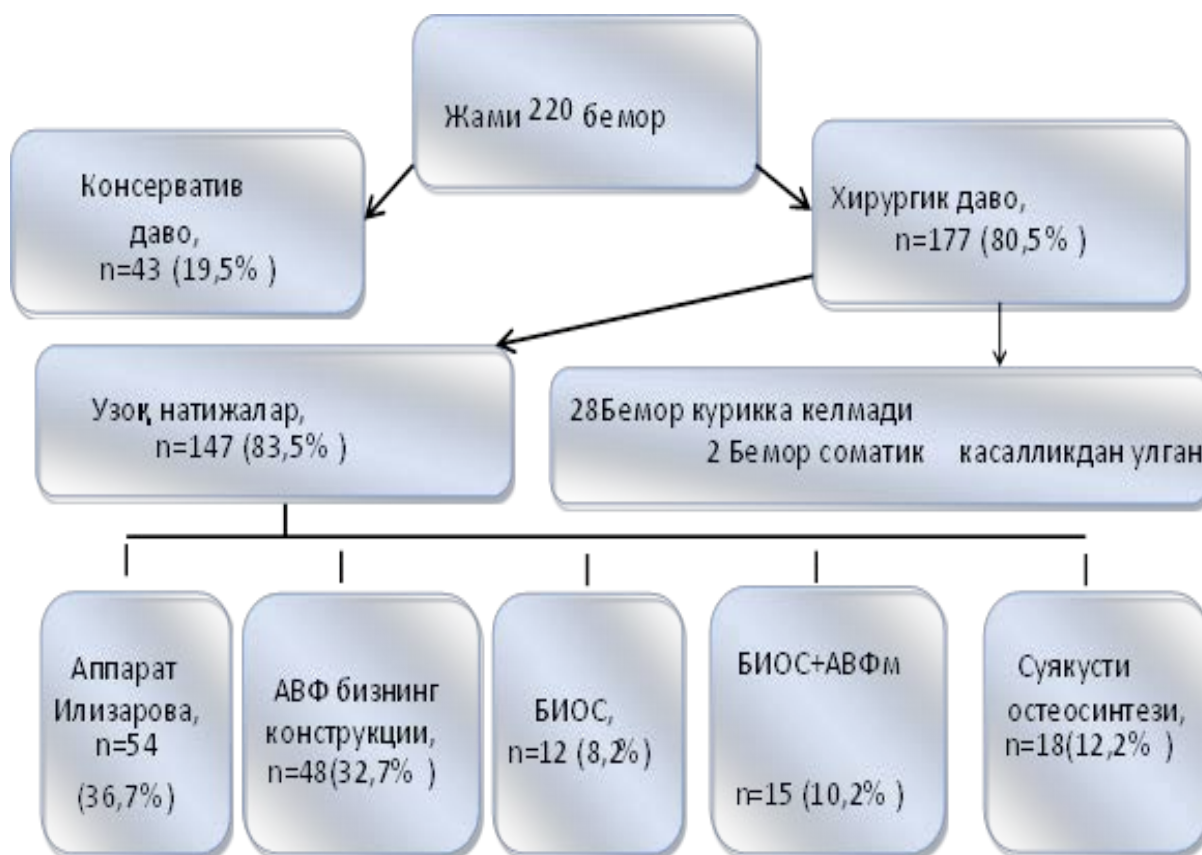 Жами 220 бемор
Консерватив
даво,
n=43 (19,5% )
Хирургик даво,
n=177 (80,5% )
Узоқ натижалар,
n=147 (83,5% )
28Бемор курикка келмади
2 Бемор соматик касалликдан улган
Аппарат
Илизарова,
n=54
(36,7%)
АВФ бизнинг
конструкции,
n=48(32,7% )
БИОС,
n=12 (8,2%)
БИОС+АВФм
n=15 (10,2% )
Суякусти
остеосинтези,
n=18(12,2% )